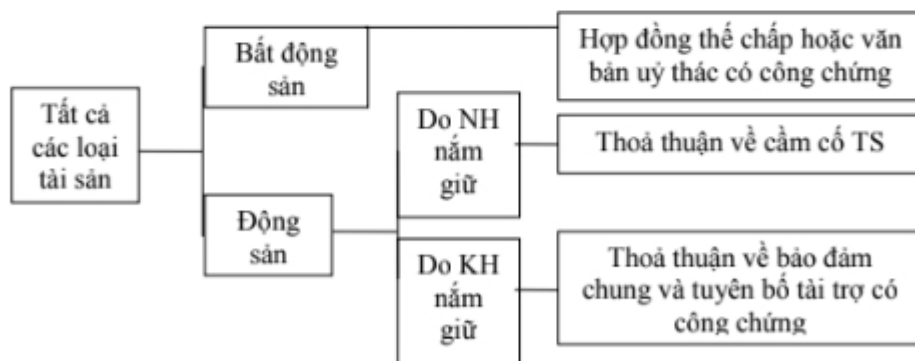 Tất cả
các loại
tài sản
Bất động
sản
Hợp đồng thế chấp hoặc văn
bản uỷ thác có công chứng
Động
sản
Do NH
nắm
giữ
Thoả thuận về cầm cố TS
Do KH
nắm
giữ
Thoả thuận về bảo đảm
chung và tuyên bố tài trợ có
công chứng